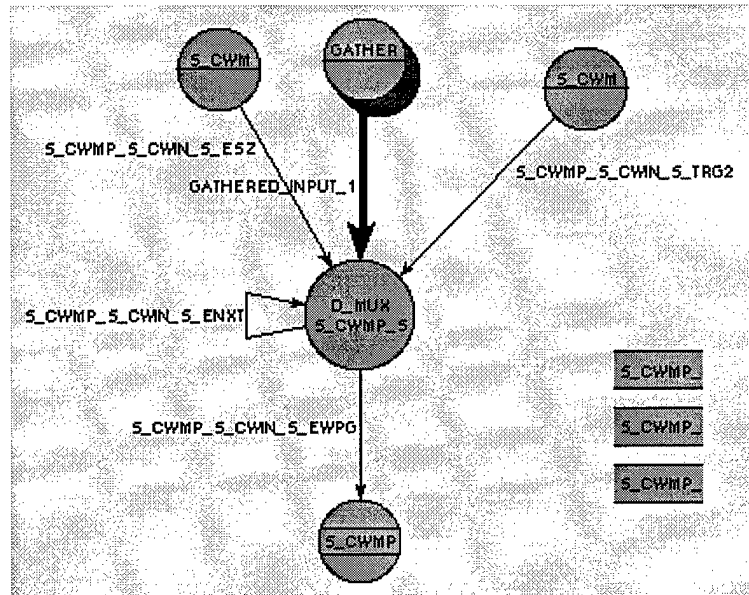 GATHER
S_CWM
S_CWM
S_CWMP_S_CWIN_S_ESZ
GATHERED_INPUT_1
S_CWMP_S_CWIN_S_TRG2
D_MUX
S_CWMP_S
S_CWMP_S_CWIN_S_ENXT
S_CWMP_
S_CWMP_S_CWIN_S_EWPG
S_CWMP_
S_CWMP_
S_CWMP